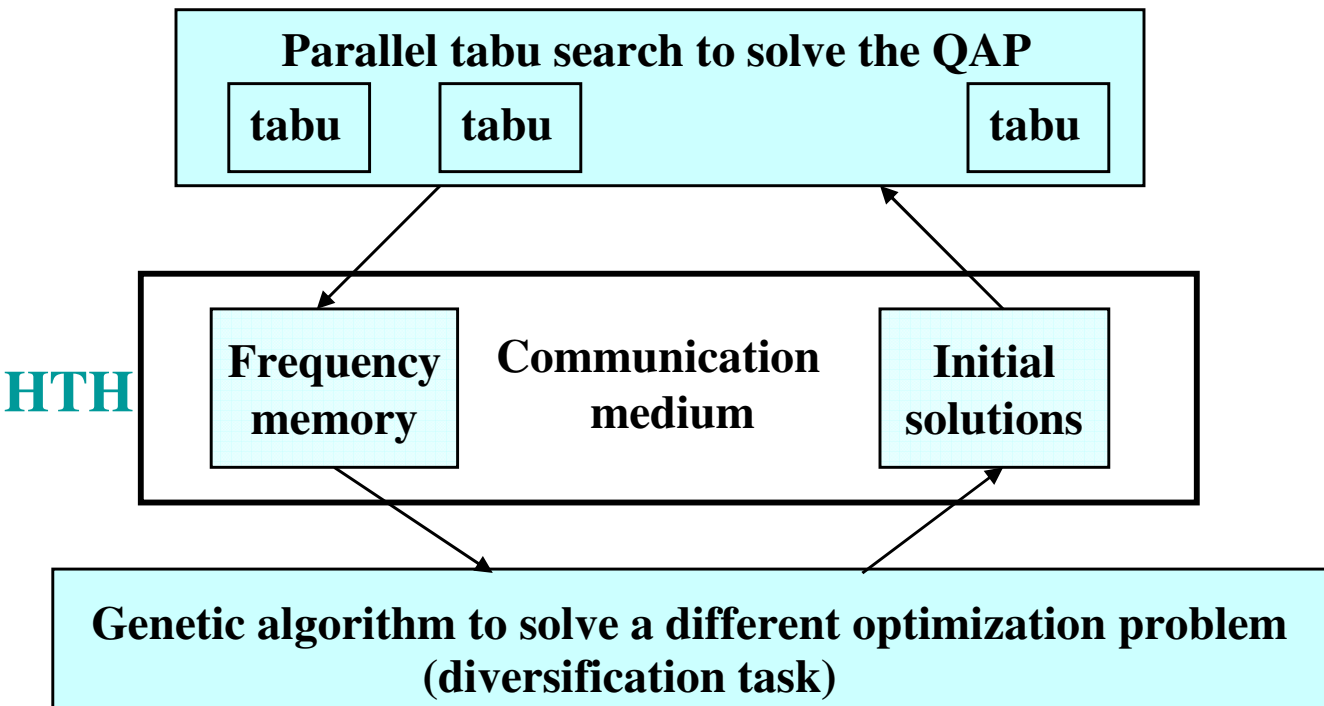 Parallel tabu search to solve the QAP
tabu
tabu
tabu
HTH
Frequency
memory
Communication
medium
Initial
solutions
Genetic algorithm to solve a different optimization problem
(diversification task)